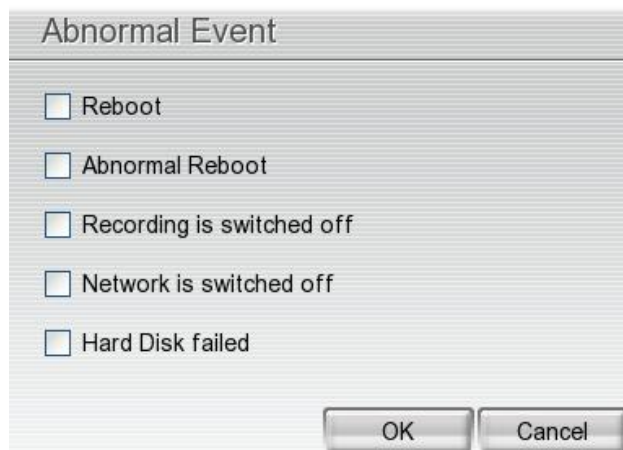 Abnormal Event
Reboot
Abnormal Reboot
Recording is switched off
Network is switched off
Hard Disk failed
OK Cancel